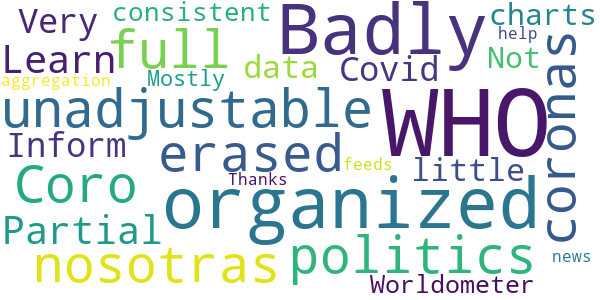 Very consistent Badly charts
Learn full Not help
aggregation Mostly data Covid
unadjustable WHO coronas
Inform erased feeds little
Coro Thanks organized
Partial politics news
nosotras Worldometer